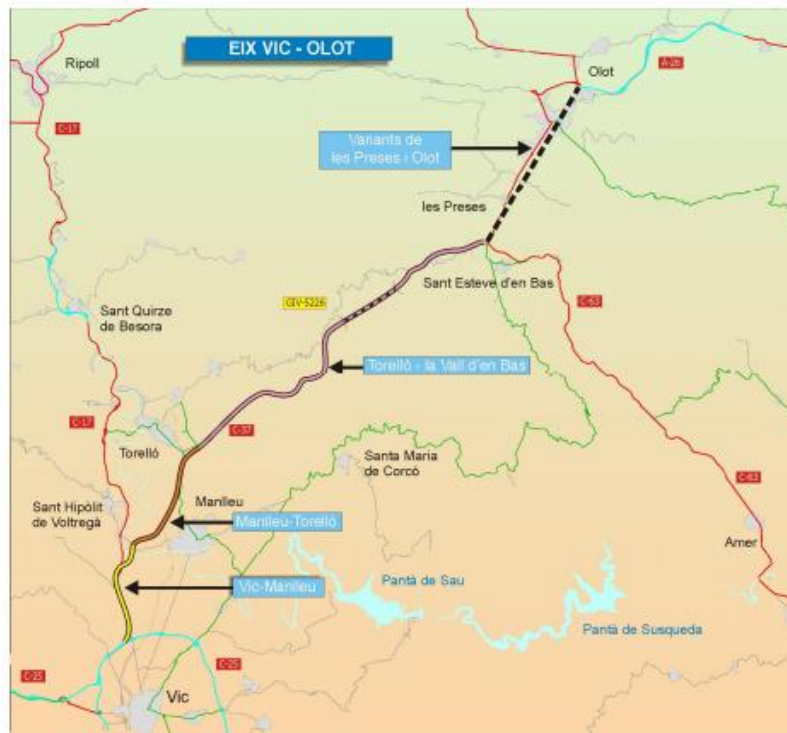 EIX VIC - OLOT
Ripoll
Olot
A-26
C-17
Variants de
les Preses i Olot
les Preses
Sant Esteve d'en Bas
GIV-5226
C-63
Sant Quirze
de Besora
Torelló - la Vall d'en Bas
C-17
C-37
Torelló
Santa Maria
de Corcó
C-63
Sant Hipòlit
de Voltregà
Manlleu
Manlleu-Torelló
Amer
Vic-Manlleu
Pantà de Sau
Pantà de Susqueda
C-25
C-25
Vic